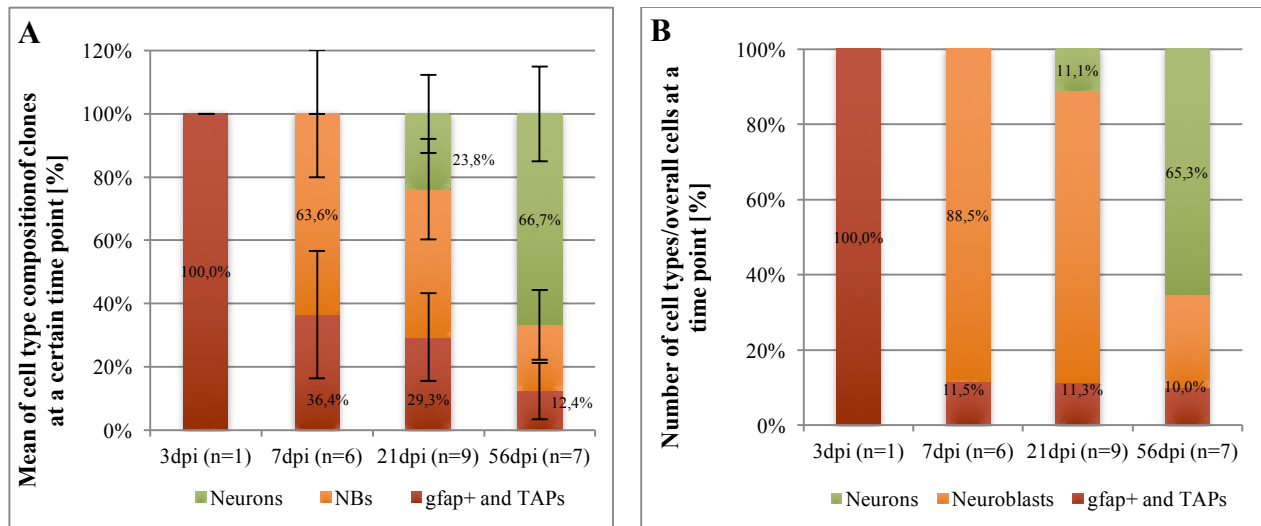 A
Mean of cell type compositionof clones
at a certain time point [%]
120%
100%
80%
60%
40%
20%
0%
100,0%
63,6%
36,4%
23,8%
29,3%
66,7%
12,4%
3dpi (n=1) 7dpi (n=6) 21dpi (n=9) 56dpi (n=7)
Neurons NBs gfap+ and TAPs
B
Number of cell types/overall cells at a
time point [%]
100%
80%
60%
40%
20%
0%
100,0%
88,5%
11,5%
11,1%
11,3%
65,3%
10,0%
3dpi (n=1) 7dpi (n=6) 21dpi (n=9) 56dpi (n=7)
Neurons Neuroblasts gfap+ and TAPs